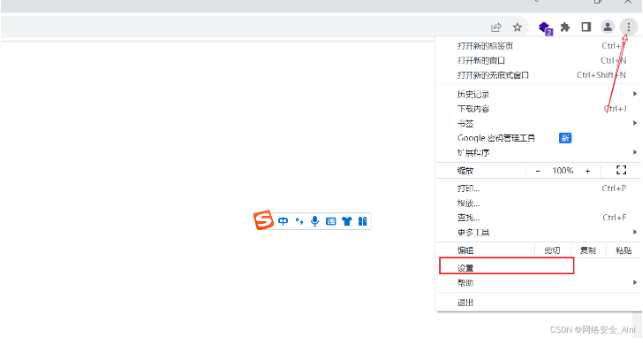 2
打开新的标签页 Ctrl+T
打开新的窗口 Ctrl+N
打开新的无痕式窗口 Ctrl+Shift+N
历史记录
下载内容 Ctrl+J
书签
Google 密码管理工具 新
扩展程序
缩放 - 100% +
打印... Ctrl+P
投放...
查找... Ctrl+F
更多工具
编辑 剪切 复制 粘贴
设置
帮助
退出
S 中
CSDN @网络安全_Aini